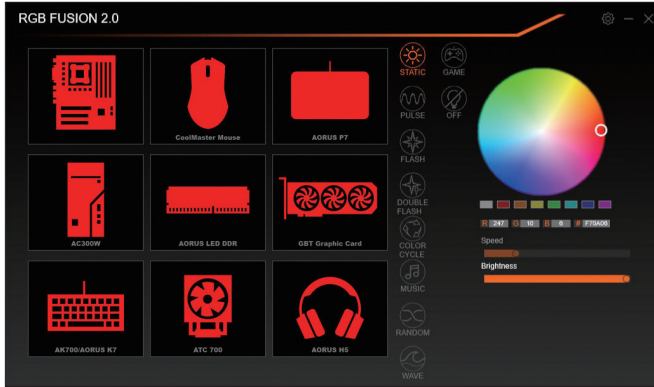 RGB FUSION 2.0
CoolMaster Mouse
AORUS P7
AC300W
AORUS LED DDR
GBT Graphic Card
AK700/AORUS K7
ATC 700
AORUS H5
STATIC
GAME
PULSE
OFF
FLASH
DOUBLE
FLASH
COLOR
CYCLE
MUSIC
RANDOM
WAVE
R 247 G 10 B 0 # F70A00
Speed
Brightness